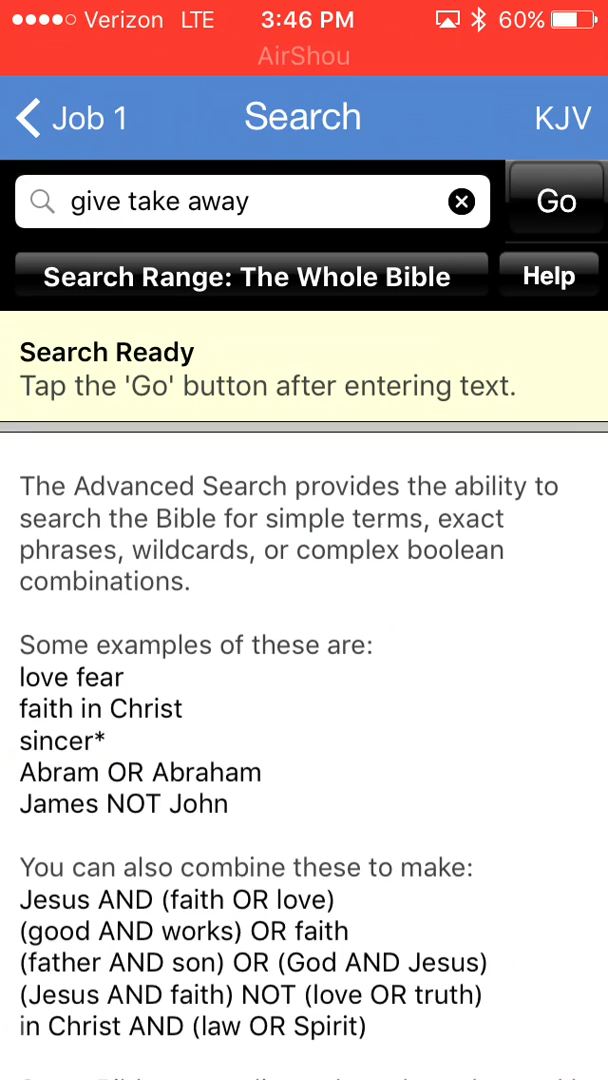 Verizon LTE 3:46 PM 60%
AirShou
Job 1 Search KJV
give take away Go
Search Range: The Whole Bible Help
Search Ready
Tap the 'Go' button after entering text.
The Advanced Search provides the ability to
search the Bible for simple terms, exact
phrases, wildcards, or complex boolean
combinations.
Some examples of these are:
love fear
faith in Christ
sincer*
Abram OR Abraham
James NOT John
You can also combine these to make:
Jesus AND (faith OR love)
(good AND works) OR faith
(father AND son) OR (God AND Jesus)
(Jesus AND faith) NOT (love OR truth)
in Christ AND (law OR Spirit)